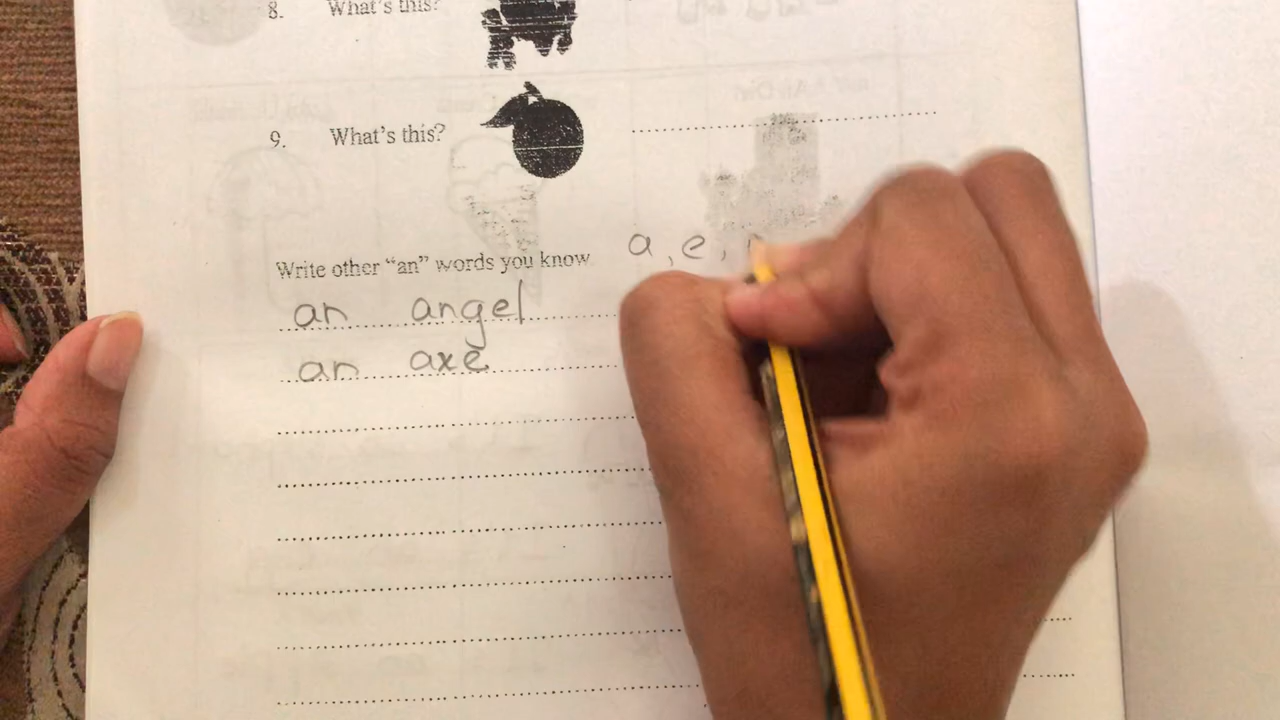 8. What's this?
9. What's this? ........................................
Write other “an” words you know a, e,
an angel
an axe